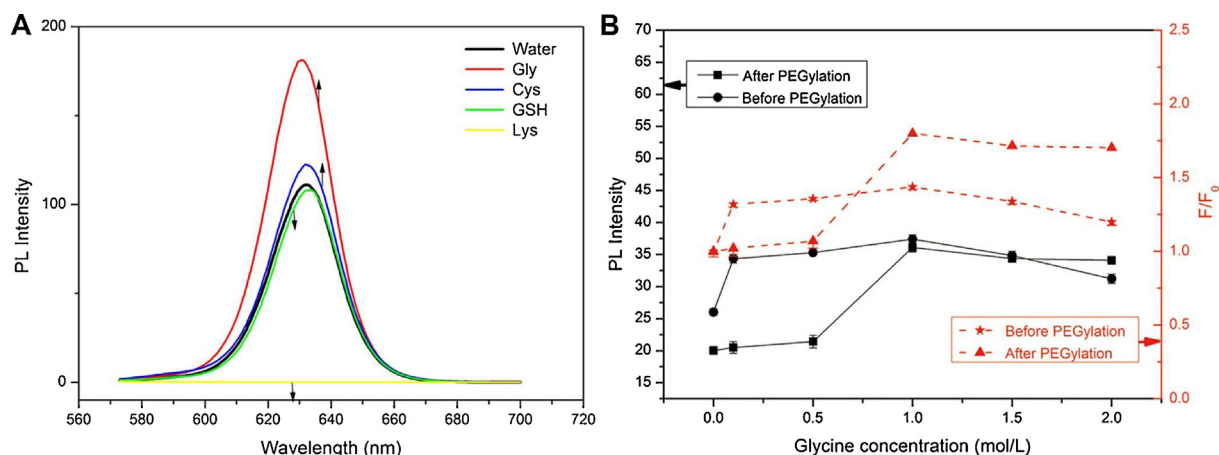 A
PL Intensity
200
100
0
560
580
600
620
640
660
680
700
720
Wavelength (nm)
Water
Gly
Cys
GSH
Lys
B
PL Intensity
70
65
60
55
50
45
40
35
30
25
20
15
0.0
0.5
1.0
1.5
2.0
Glycine concentration (mol/L)
After PEGylation
Before PEGylation
Before PEGylation
After PEGylation
2.5
2.0
1.5
1.0
0.5
0.0
F/F0